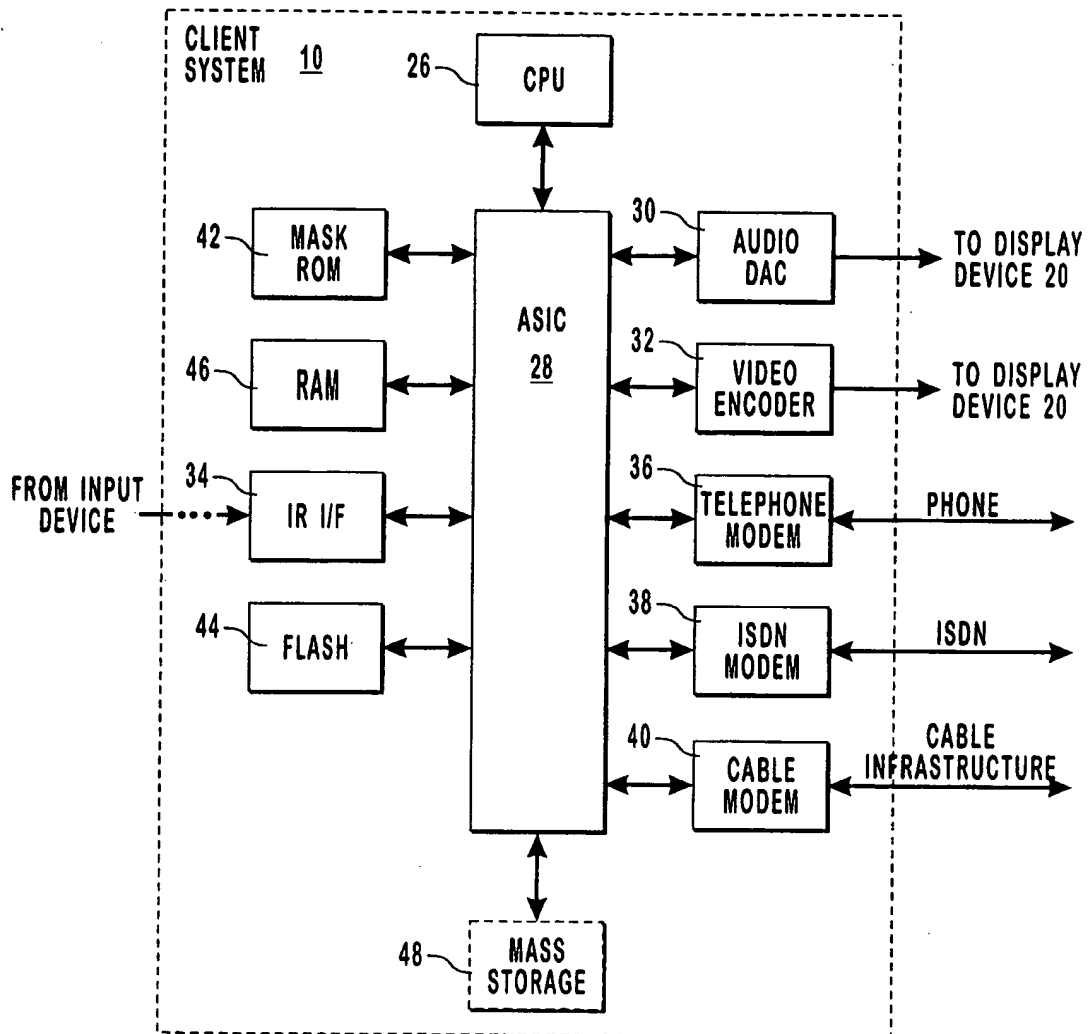 CLIENT
SYSTEM 10
26
CPU
42
MASK
ROM
30
AUDIO
DAC
TO DISPLAY
DEVICE 20
ASIC
28
46
RAM
32
VIDEO
ENCODER
TO DISPLAY
DEVICE 20
FROM INPUT
DEVICE
34
IR I/F
36
TELEPHONE
MODEM
PHONE
44
FLASH
38
ISDN
MODEM
ISDN
40
CABLE
MODEM
CABLE
INFRASTRUCTURE
48
MASS
STORAGE